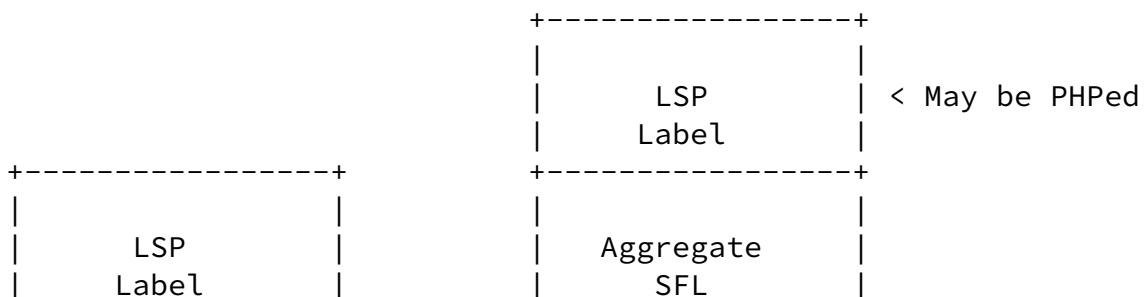 +-----------------+
|                 |
|      LSP        | < May be PHPed
|     Label       |
+-----------------+          +-----------------+
|                 |          |                 |
|      LSP        |          |   Aggregate     |
|     Label       |          |      SFL        |